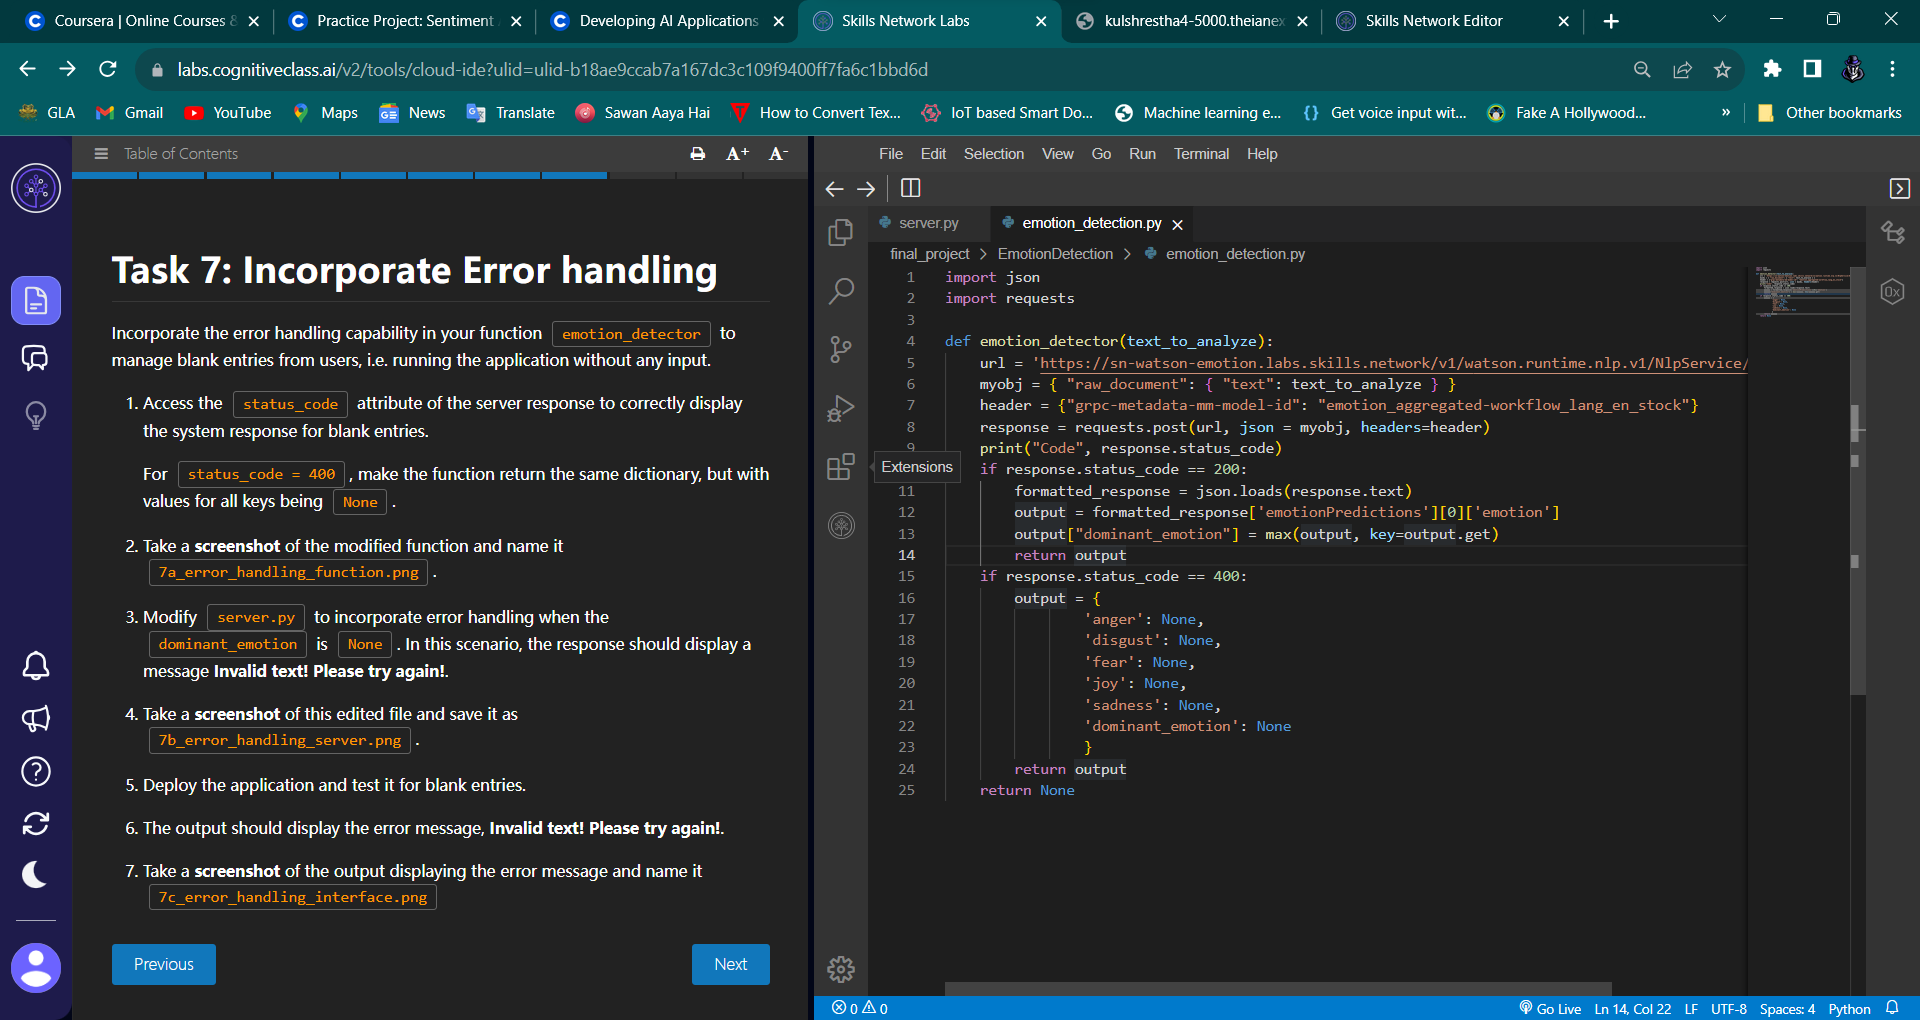 Coursera | Online Courses &
Practice Project: Sentiment
Developing AI Applications
Skills Network Labs
kulshrestha4-5000.theianex
Skills Network Editor
labs.cognitiveclass.ai/v2/tools/cloud-ide?ulid=ulid-b18ae9ccab7a167dc3c109f9400ff7fa6c1bbd6d
GLA
Gmail
YouTube
Maps
News
Translate
Sawan Aaya Hai
How to Convert Tex...
IoT based Smart Do...
Machine learning e...
Get voice input wit...
Fake A Hollywood...
»
Other bookmarks
Table of Contents
A+
A-
Task 7: Incorporate Error handling
Incorporate the error handling capability in your function emotion_detector to
manage blank entries from users, i.e. running the application without any input.
1. Access the status_code attribute of the server response to correctly display
the system response for blank entries.
For status_code = 400 , make the function return the same dictionary, but with
values for all keys being None .
2. Take a screenshot of the modified function and name it
7a_error_handling_function.png .
3. Modify server.py to incorporate error handling when the
dominant_emotion is None . In this scenario, the response should display a
message Invalid text! Please try again!.
4. Take a screenshot of this edited file and save it as
7b_error_handling_server.png .
5. Deploy the application and test it for blank entries.
6. The output should display the error message, Invalid text! Please try again!.
7. Take a screenshot of the output displaying the error message and name it
7c_error_handling_interface.png
Previous
Next
File Edit Selection View Go Run Terminal Help
server.py
emotion_detection.py
final_project > EmotionDetection > emotion_detection.py
1 import json
2 import requests
3
4 def emotion_detector(text_to_analyze):
5 url = 'https://sn-watson-emotion.labs.skills.network/v1/watson.runtime.nlp.v1/NlpService/
6 myobj = { "raw_document": { "text": text_to_analyze } }
7 header = {"grpc-metadata-mm-model-id": "emotion_aggregated-workflow_lang_en_stock"}
8 response = requests.post(url, json = myobj, headers=header)
9 print("Code", response.status_code)
Extensions
if response.status_code == 200:
11 formatted_response = json.loads(response.text)
12 output = formatted_response['emotionPredictions'][0]['emotion']
13 output["dominant_emotion"] = max(output, key=output.get)
14 return output
15 if response.status_code == 400:
16 output = {
17 'anger': None,
18 'disgust': None,
19 'fear': None,
20 'joy': None,
21 'sadness': None,
22 'dominant_emotion': None
23 }
24 return output
25 return None
0 0
Go Live Ln 14, Col 22 LF UTF-8 Spaces: 4 Python